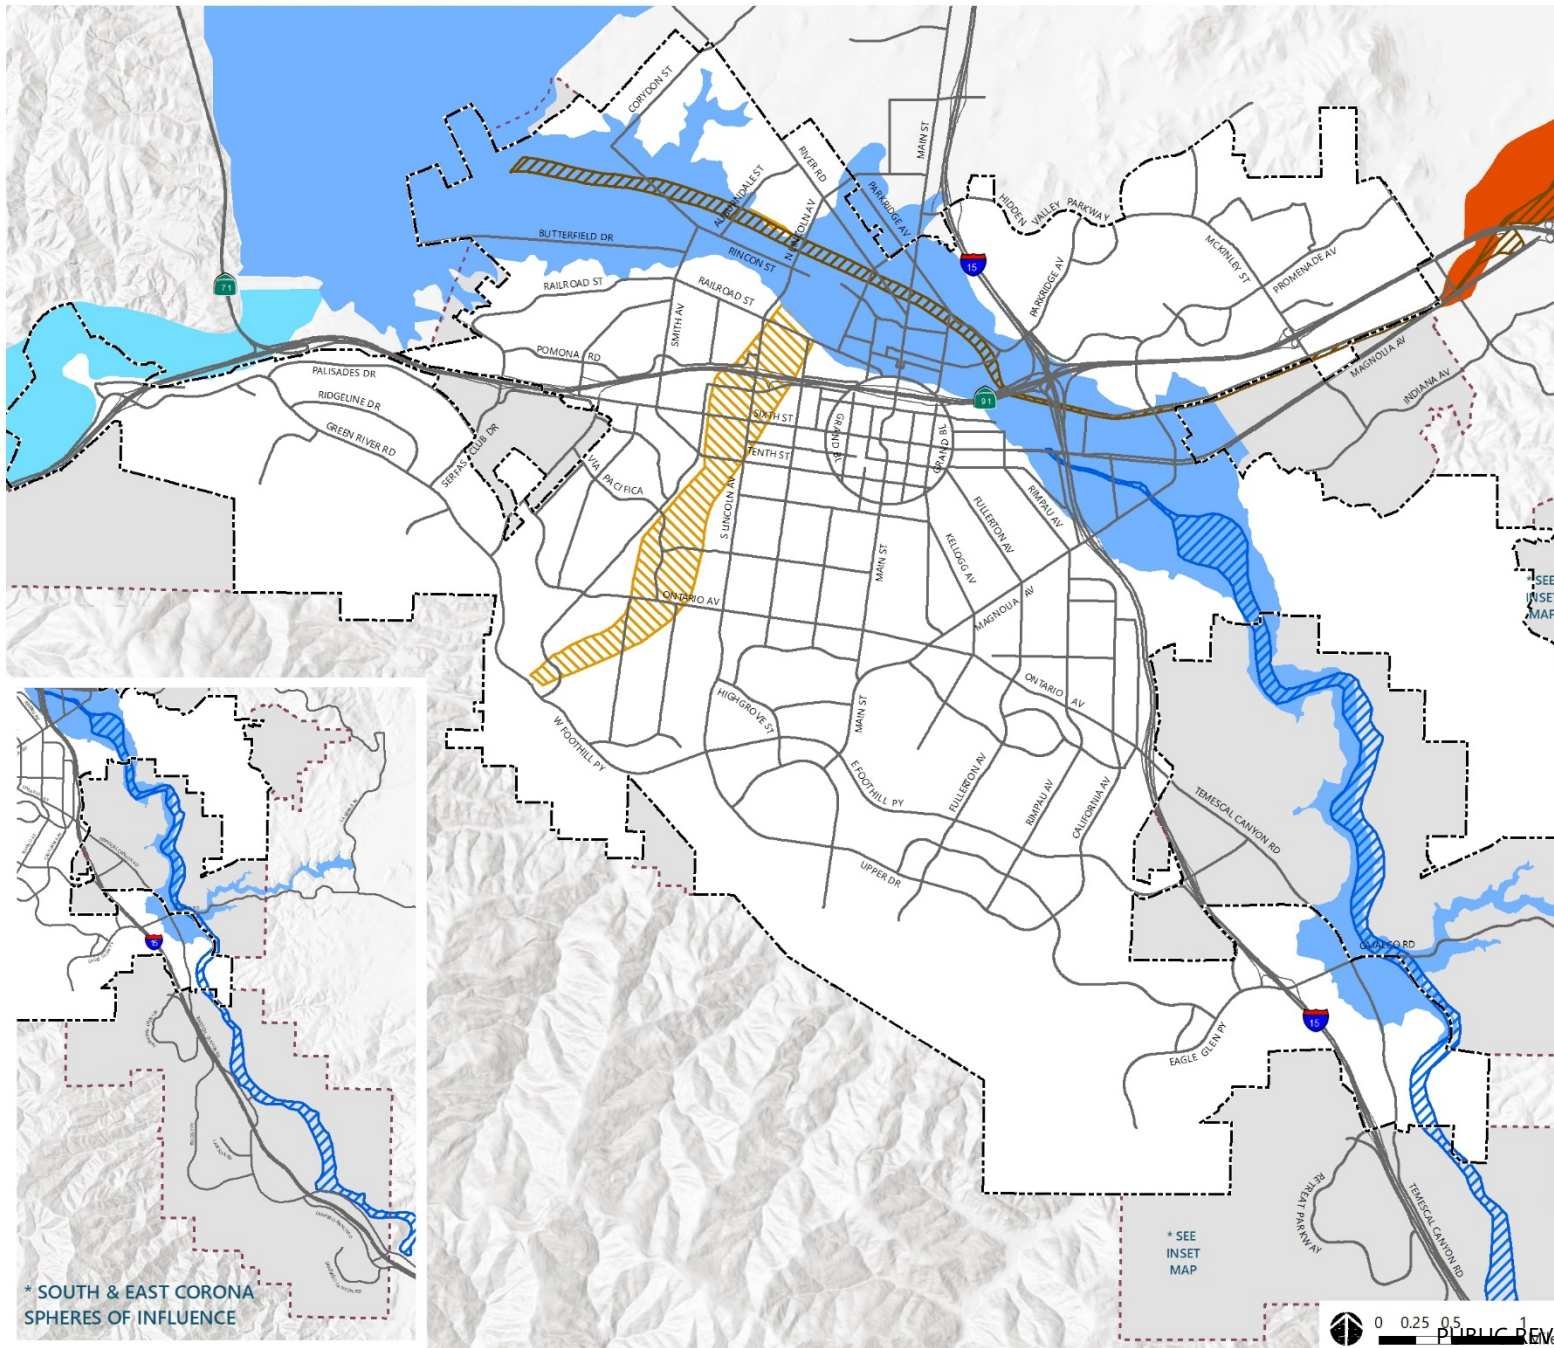 CORYDON ST
MAIN ST
RIVER RD
AUBURNDALE ST
PARKRIDGE AV
N LINCOLN AV
HIDDEN VALLEY PARKWAY
BUTTERFIELD DR
RINCON ST
MCKINLEY ST
PROMENADE AV
15
71
RAILROAD ST
RAILROAD ST
PARKRIDGE AV
SMITH AV
POMONA RD
PALISADES DR
MAGNOLIA AV
INDIANA AV
RIDGELINE DR
91
GREEN RIVER RD
SIXTH ST
GRAND BL
GRAND BL
SERFAS CLUB DR
TENTH ST
VIA PACIFICA
S LINCOLN AV
RIMPAU AV
FULLERTON AV
KELLOGG AV
MAIN ST
ONTARIO AV
MAGNOLIA AV
* SEE
INSET
MAP
HIGHGROVE ST
MAIN ST
ONTARIO AV
W FOOTHILL PY
E FOOTHILL PY
FULLERTON AV
RIMPAU AV
CALIFORNIA AV
TEMESCAL CANYON RD
UPPER DR
CAJALCO RD
15
15
EAGLE GLEN PY
RETREAT PARKWAY
TEMESCAL CANYON RD
* SEE
INSET
MAP
* SOUTH & EAST CORONA
SPHERES OF INFLUENCE
0 0.25 0.5 1
PUBLIC REV